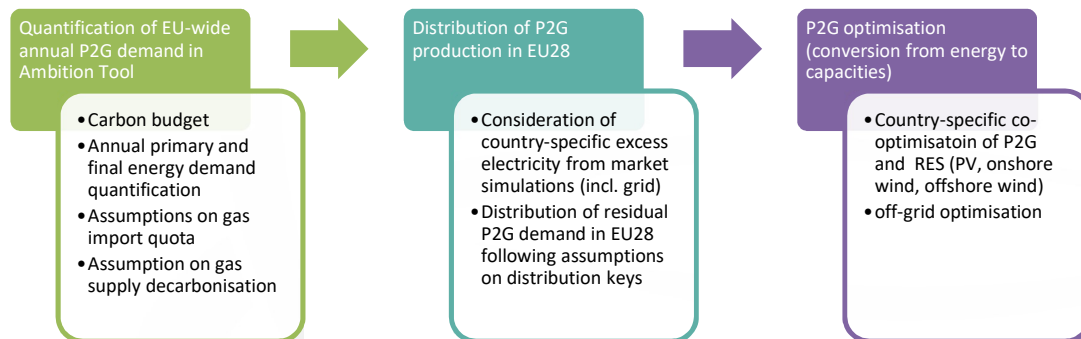 Quantification of EU-wide
annual P2G demand in
Ambition Tool
•Carbon budget
•Annual primary and
final energy demand
quantification
•Assumptions on gas
import quota
•Assumption on gas
supply decarbonisation
Distribution of P2G
production in EU28
•Consideration of
country-specific excess
electricity from market
simulations (incl. grid)
•Distribution of residual
P2G demand in EU28
following assumptions
on distribution keys
P2G optimisation
(conversion from energy to
capacities)
•Country-specific co-
optimisatoin of P2G
and RES (PV, onshore
wind, offshore wind)
•off-grid optimisation